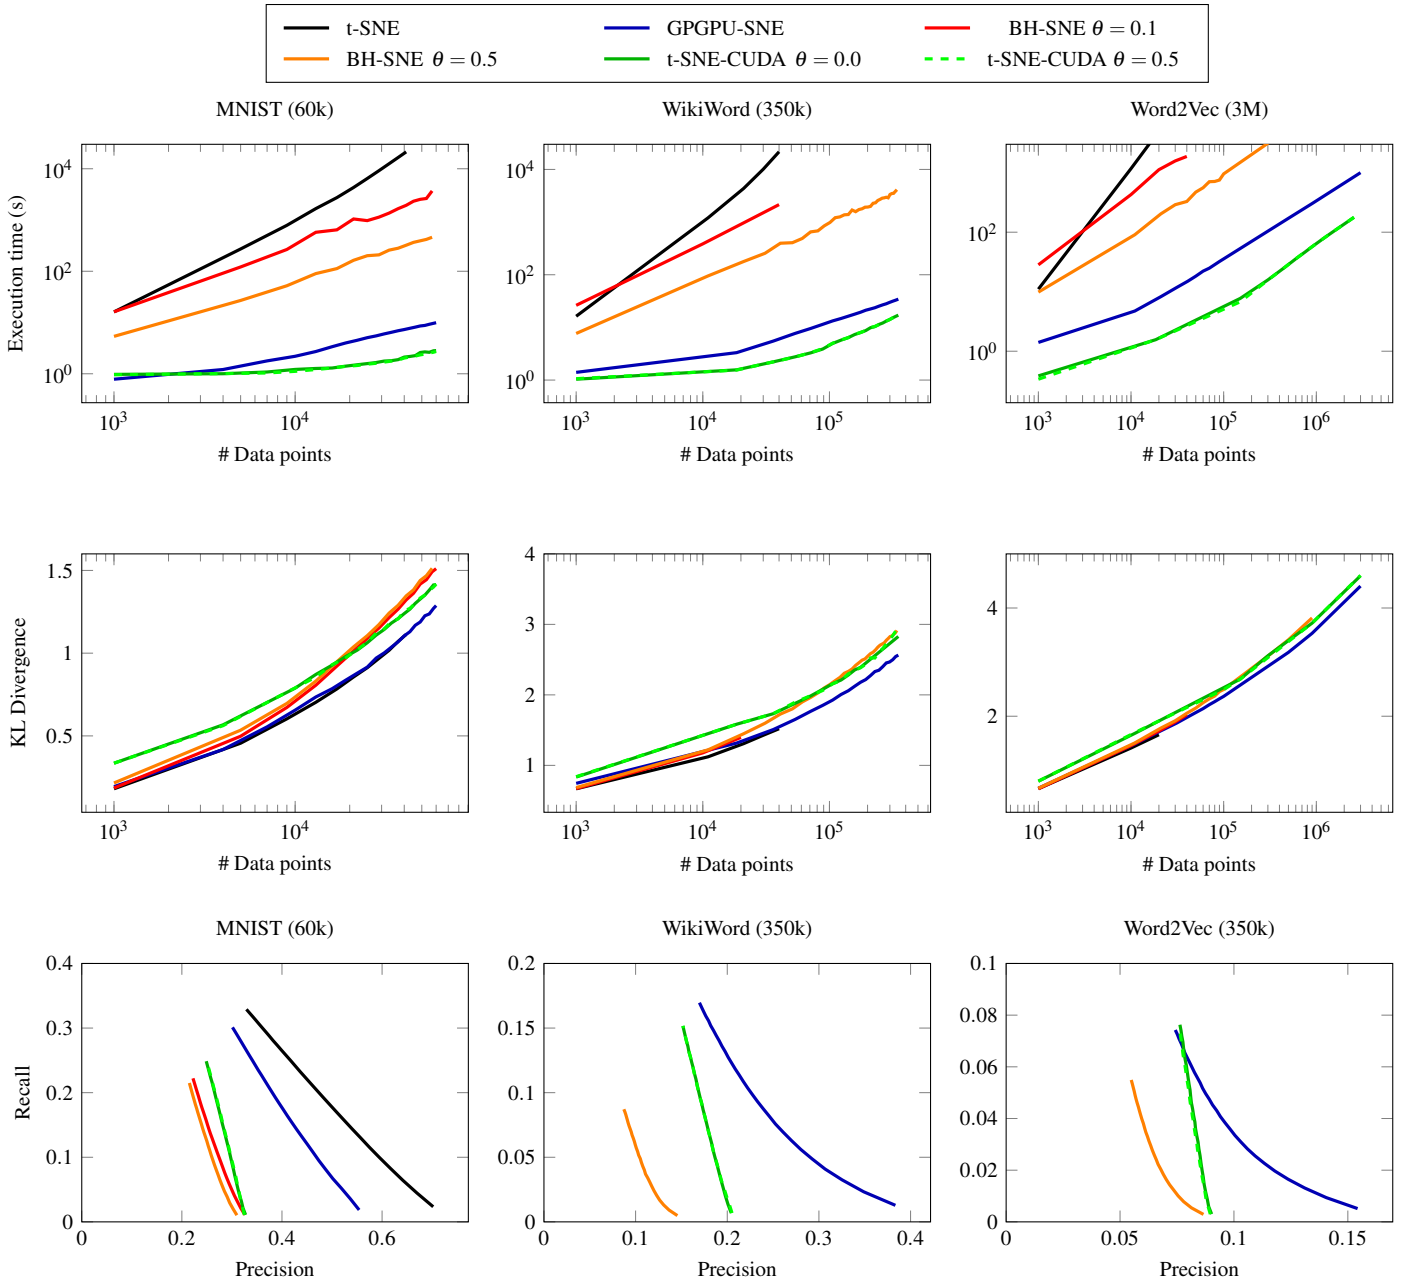 t-SNE GPGPU-SNE BH-SNE θ = 0.1
BH-SNE θ = 0.5 t-SNE-CUDA θ = 0.0 t-SNE-CUDA θ = 0.5
MNIST (60k) WikiWord (350k) Word2Vec (3M)
Execution time (s)
10^4
10^2
10^0
10^3 10^4
# Data points
10^4
10^2
10^0
10^3 10^4 10^5
# Data points
10^2
10^0
10^3 10^4 10^5 10^6
# Data points
KL Divergence
1.5
1
0.5
10^3 10^4
# Data points
4
3
2
1
10^3 10^4 10^5
# Data points
4
2
10^3 10^4 10^5 10^6
# Data points
MNIST (60k) WikiWord (350k) Word2Vec (350k)
Recall
0.4
0.3
0.2
0.1
0
0 0.2 0.4 0.6
Precision
0.2
0.15
0.1
0.05
0
0 0.1 0.2 0.3 0.4
Precision
0.1
0.08
0.06
0.04
0.02
0
0 0.05 0.1 0.15
Precision